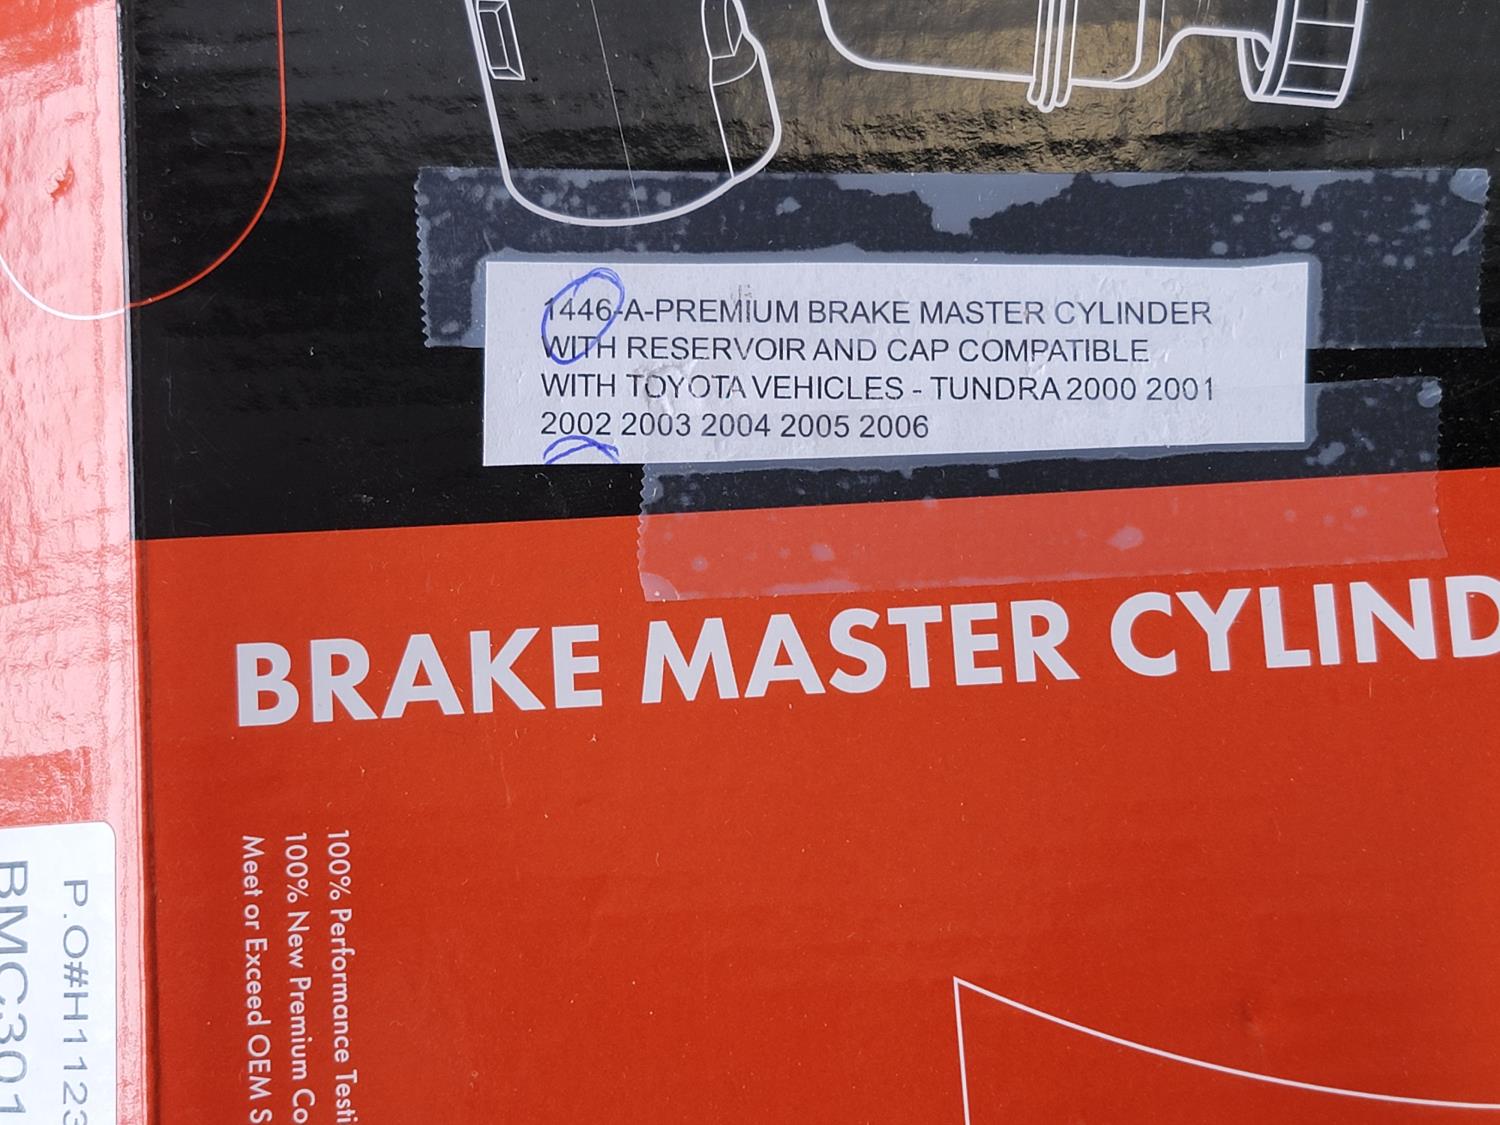 1446-A-PREMIUM BRAKE MASTER CYLINDER
WITH RESERVOIR AND CAP COMPATIBLE
WITH TOYOTA VEHICLES - TUNDRA 2000 2001
2002 2003 2004 2005 2006
BRAKE MASTER CYLIND
100% Performance Testi
100% New Premium Co
Meet or Exceed OEM S
P.O#H1123
BMC301